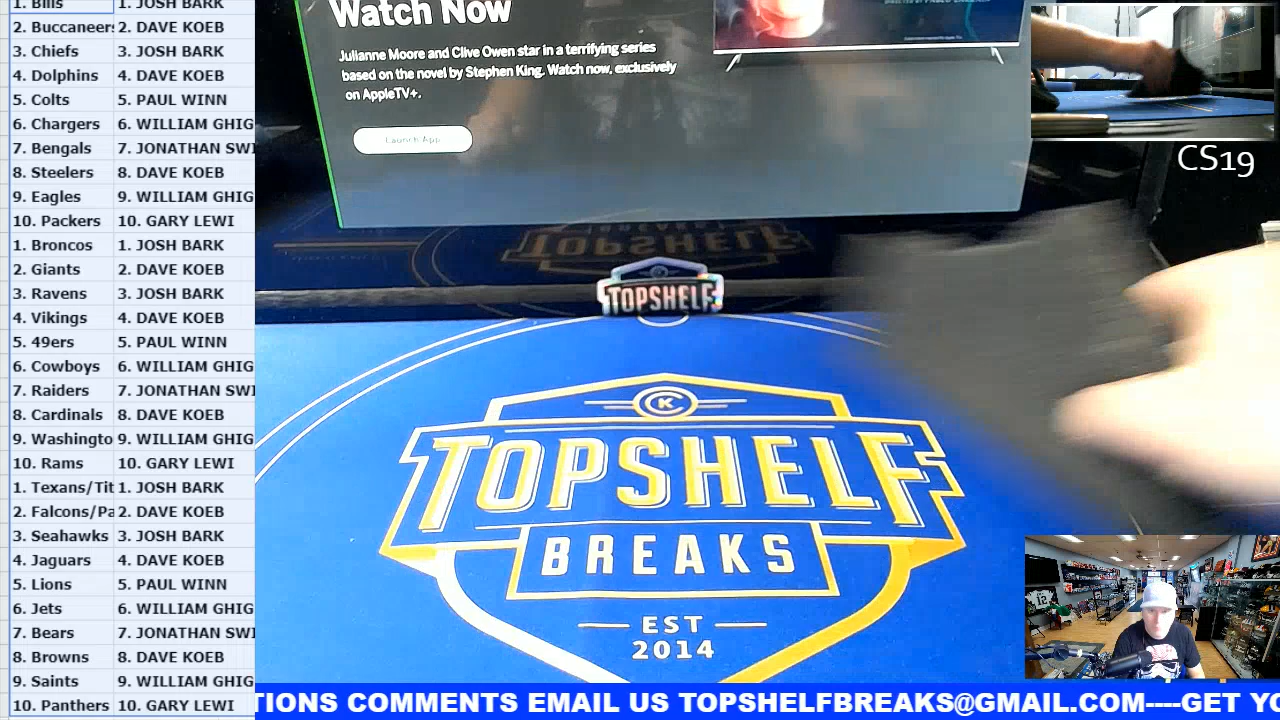 1. Bills 1. JOSH BARK
2. Buccaneers 2. DAVE KOEB
3. Chiefs 3. JOSH BARK
4. Dolphins 4. DAVE KOEB
5. Colts 5. PAUL WINN
6. Chargers 6. WILLIAM GHIG
7. Bengals 7. JONATHAN SWI
8. Steelers 8. DAVE KOEB
9. Eagles 9. WILLIAM GHIG
10. Packers 10. GARY LEWI
1. Broncos 1. JOSH BARK
2. Giants 2. DAVE KOEB
3. Ravens 3. JOSH BARK
4. Vikings 4. DAVE KOEB
5. 49ers 5. PAUL WINN
6. Cowboys 6. WILLIAM GHIG
7. Raiders 7. JONATHAN SWI
8. Cardinals 8. DAVE KOEB
9. Washingto 9. WILLIAM GHIG
10. Rams 10. GARY LEWI
1. Texans/Tit 1. JOSH BARK
2. Falcons/Pa 2. DAVE KOEB
3. Seahawks 3. JOSH BARK
4. Jaguars 4. DAVE KOEB
5. Lions 5. PAUL WINN
6. Jets 6. WILLIAM GHIG
7. Bears 7. JONATHAN SWI
8. Browns 8. DAVE KOEB
9. Saints 9. WILLIAM GHIG
10. Panthers 10. GARY LEWI
Watch Now
Julianne Moore and Clive Owen star in a terrifying series
based on the novel by Stephen King. Watch now, exclusively
on AppleTV+.
Launch App
CS19
TOPSHELF
CK
TOPSHELF
BREAKS
EST
2014
TIONS COMMENTS EMAIL US TOPSHELFBREAKS@GMAIL.COM----GET YO